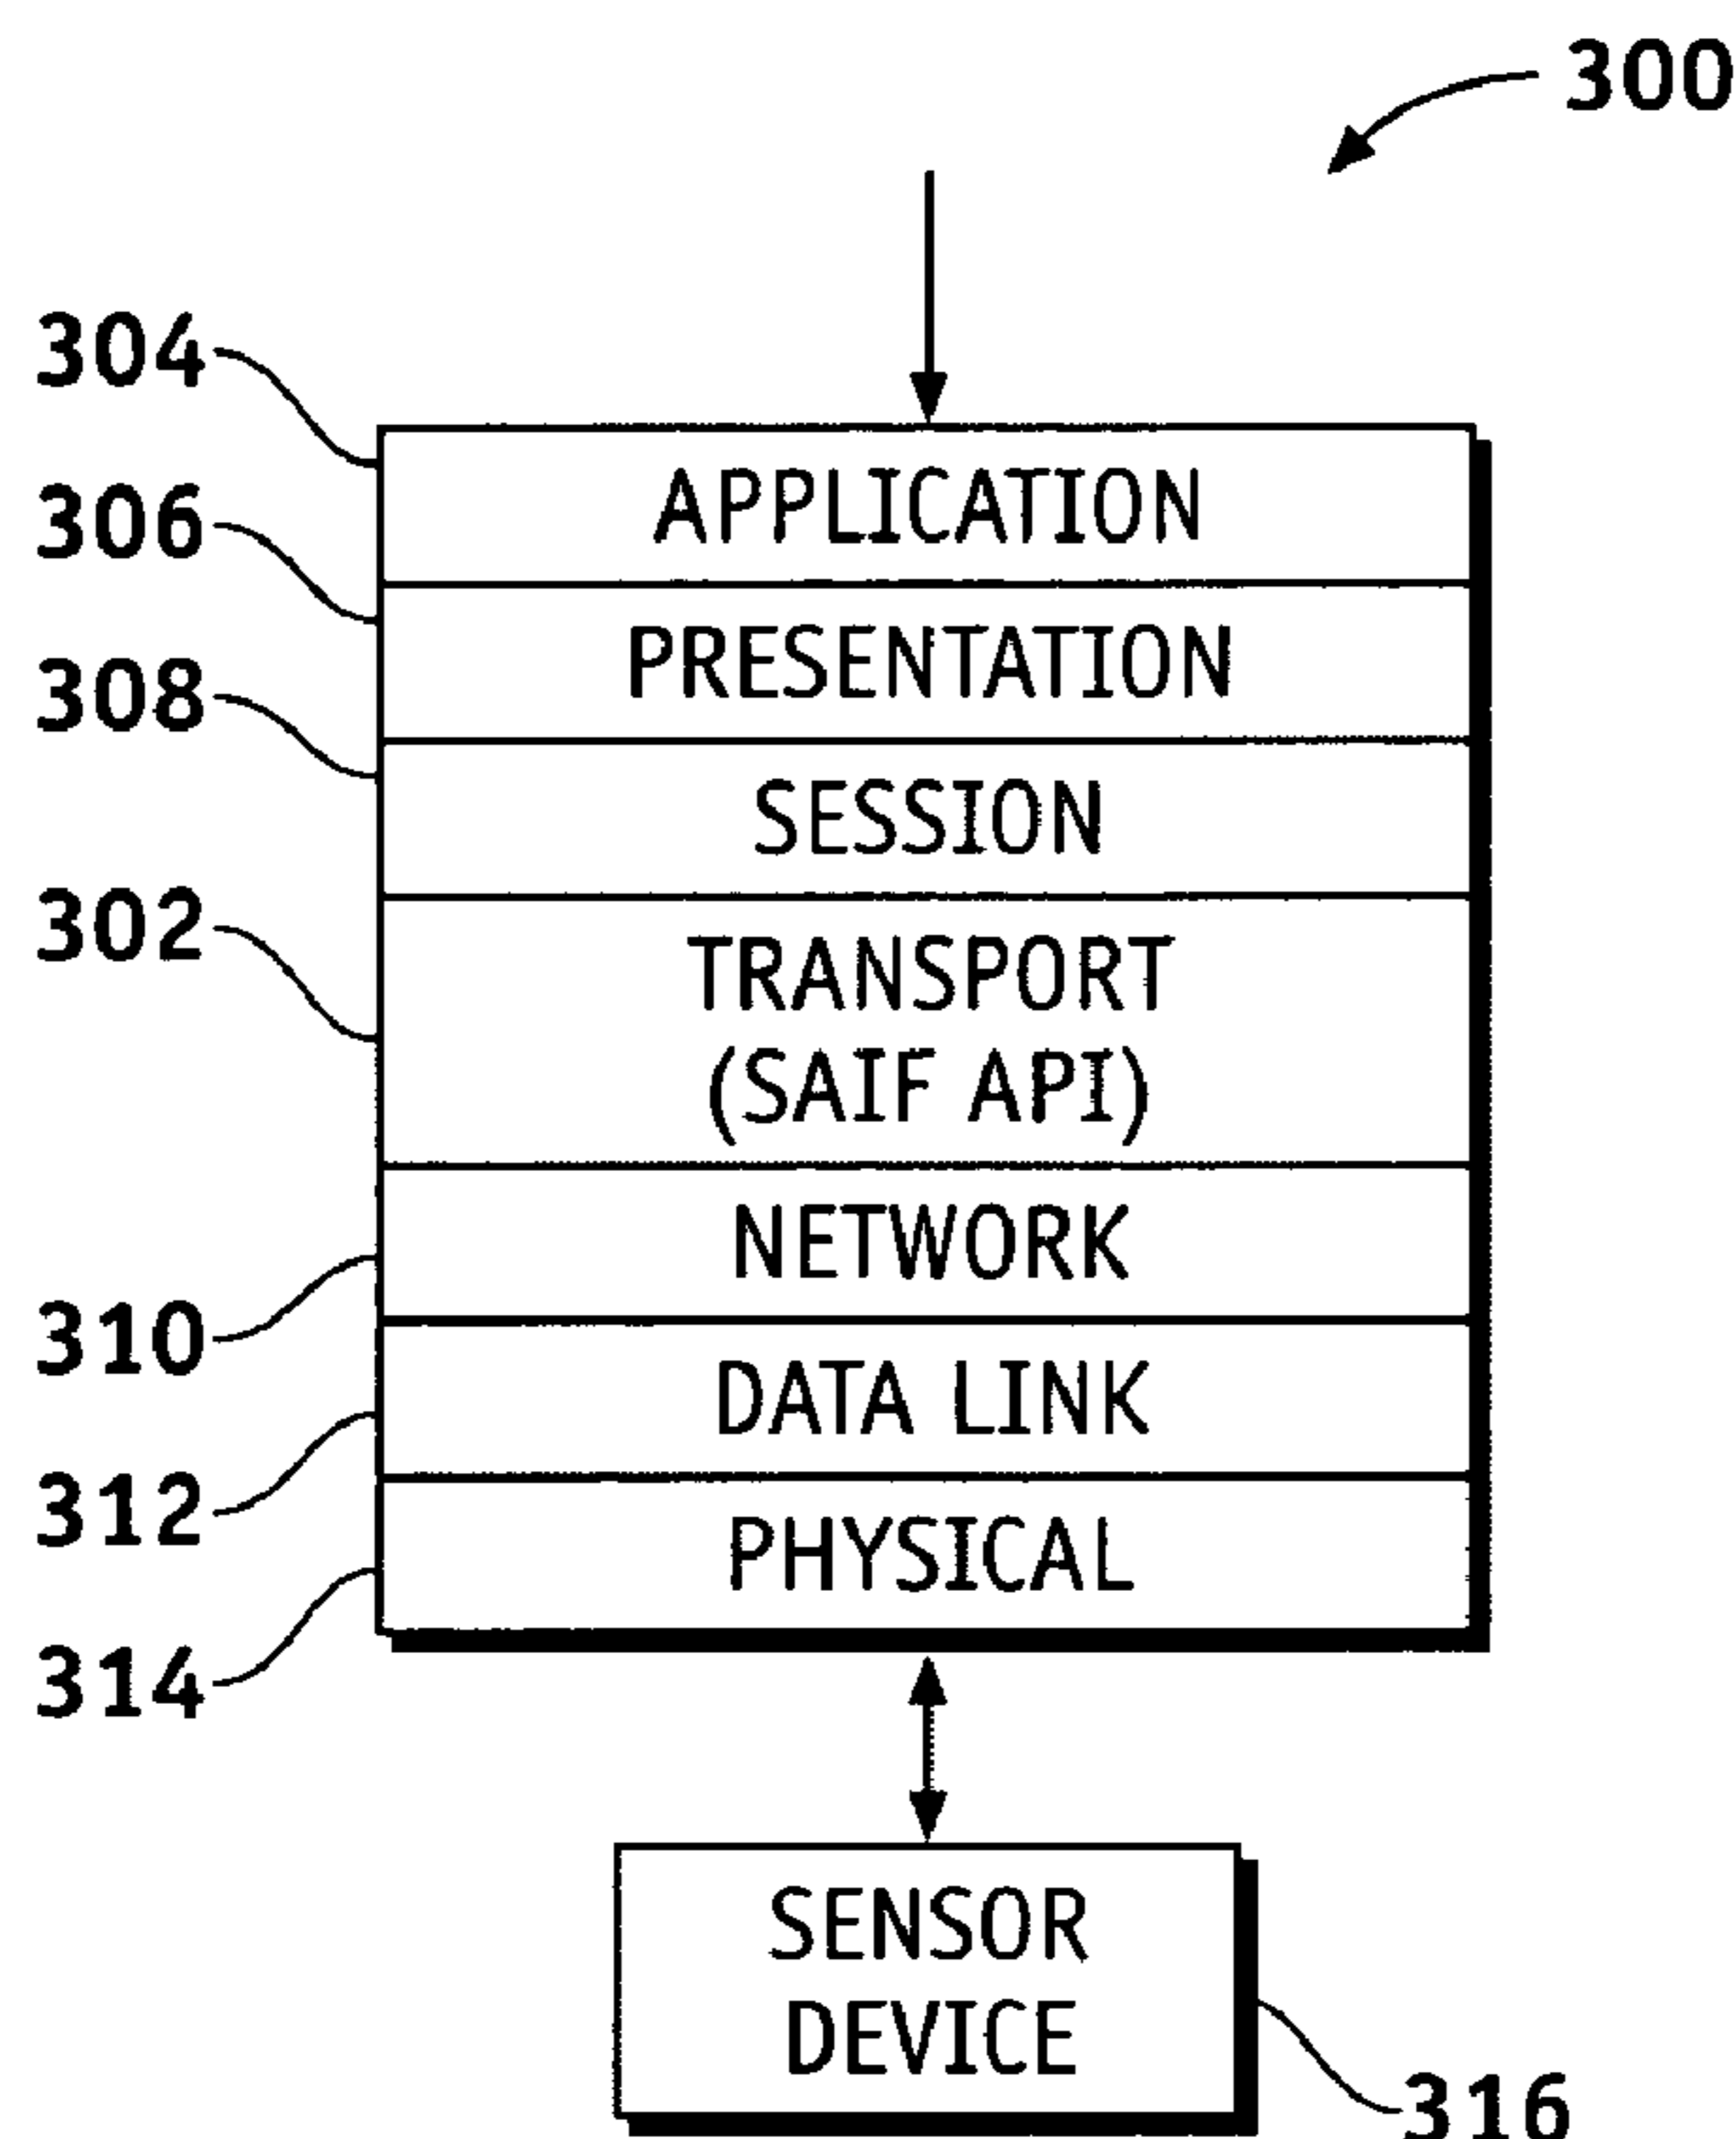 300
304
APPLICATION
306
PRESENTATION
308
SESSION
302
TRANSPORT
(SAIF API)
NETWORK
310
DATA LINK
312
PHYSICAL
314
SENSOR
DEVICE
316